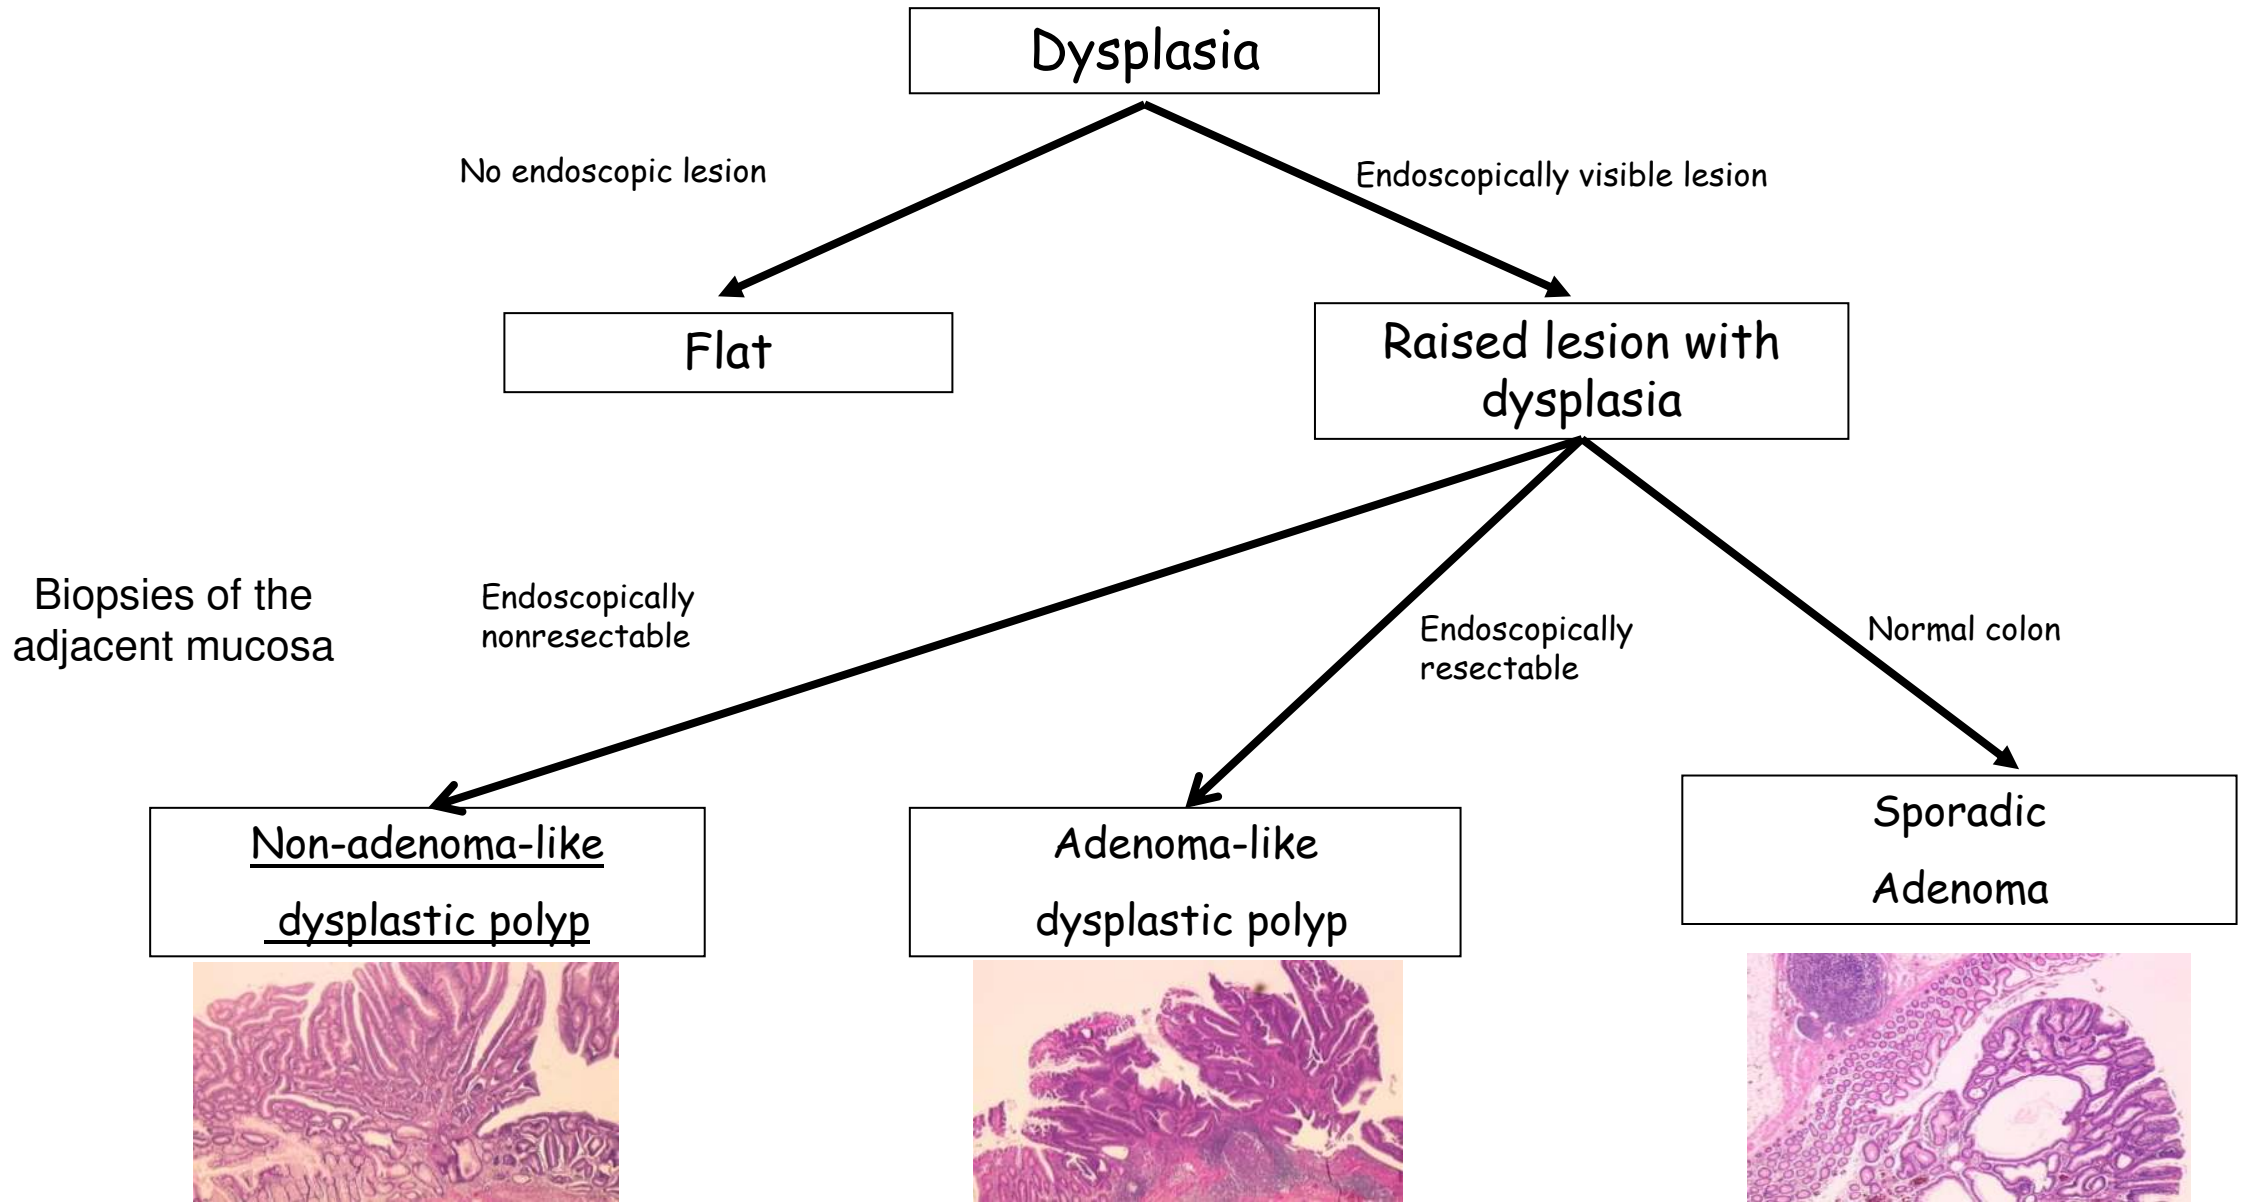 Dysplasia
No endoscopic lesion
Endoscopically visible lesion
Flat
Raised lesion with
dysplasia
Biopsies of the
adjacent mucosa
Endoscopically
nonresectable
Endoscopically
resectable
Normal colon
Non-adenoma-like
dysplastic polyp
Adenoma-like
dysplastic polyp
Sporadic
Adenoma